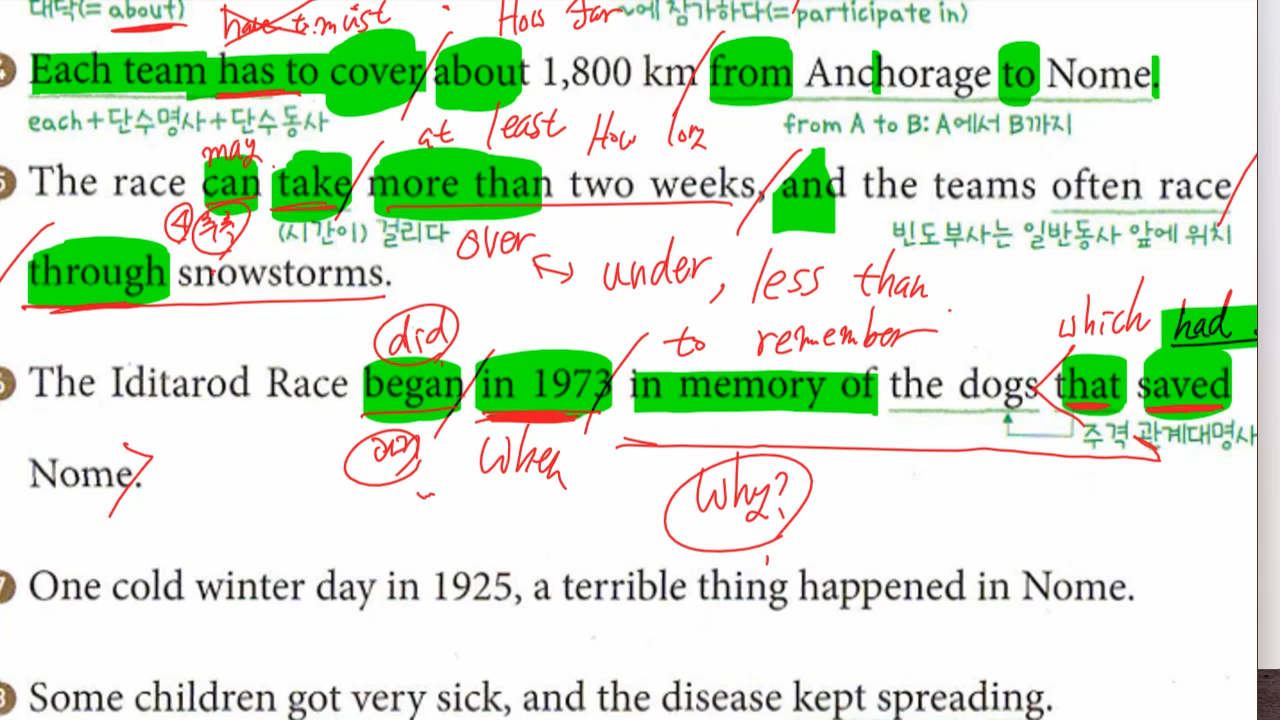 대략(= about)
have to must
How far
~에 참가하다(= participate in)
Each team has to cover about 1,800 km from Anchorage to Nome.
each+단수명사+단수동사
at least How long
from A to B: A에서 B까지
may
The race can take more than two weeks, and the teams often race
④ 추측
(시간이) 걸리다
over ↔ under, less than
빈도부사는 일반동사 앞에 위치
through snowstorms.
did
to remember
which had
The Iditarod Race began in 1973 in memory of the dogs that saved
주격 관계대명사
when
Why?
Nome.
One cold winter day in 1925, a terrible thing happened in Nome.
Some children got very sick, and the disease kept spreading.